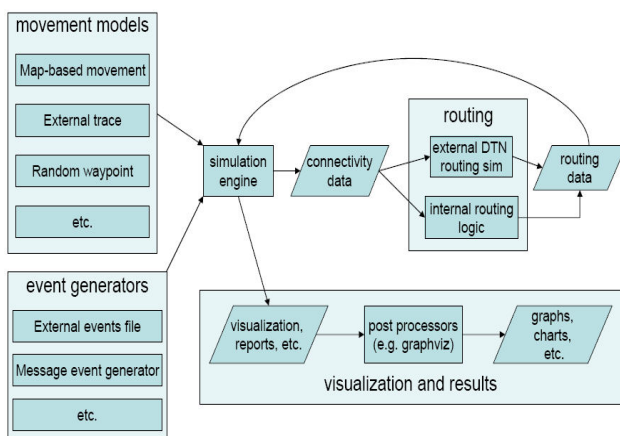 movement models
Map-based movement
External trace
Random waypoint
etc.
event generators
External events file
Message event generator
etc.
simulation
engine
connectivity
data
routing
external DTN
routing sim
internal routing
logic
routing
data
visualization,
reports, etc.
post processors
(e.g. graphviz)
graphs,
charts,
etc.
visualization and results